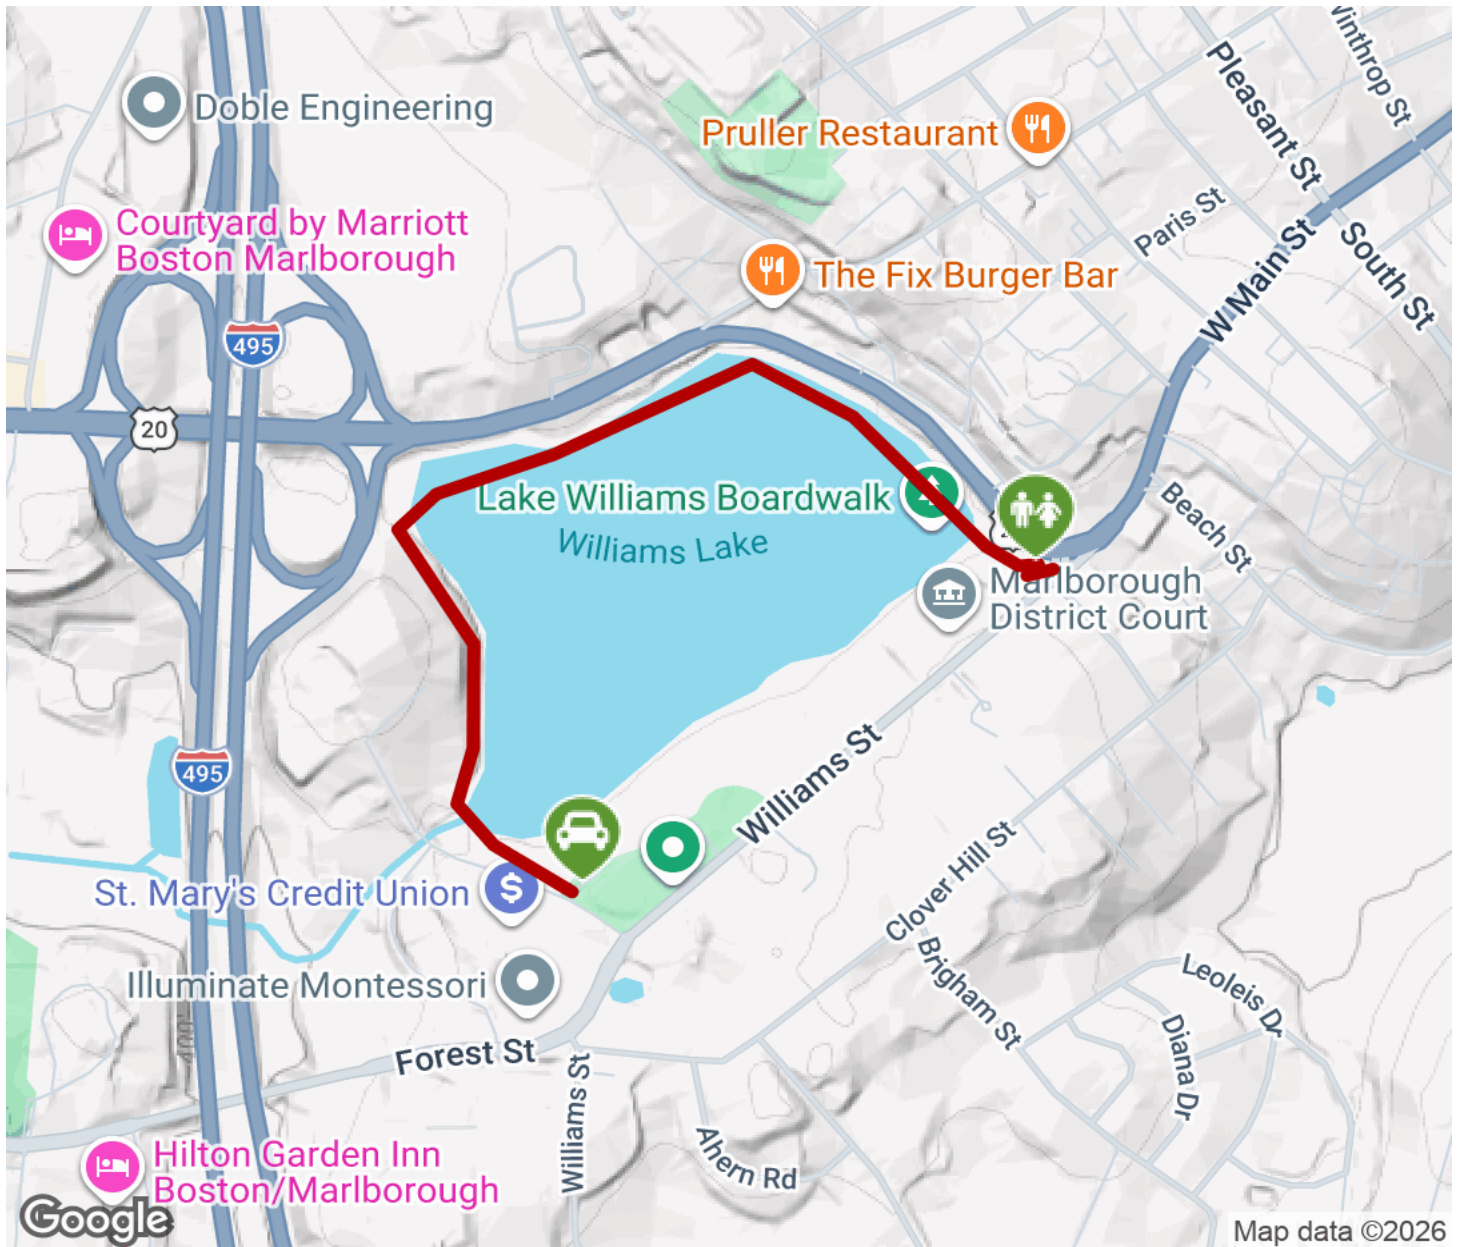 Winthrop St
Pleasant St
Doble Engineering
Pruller Restaurant
Courtyard by Marriott
Boston Marlborough
Paris St
South St
The Fix Burger Bar
W Main St
495
20
Lake Williams Boardwalk
Williams Lake
Beach St
Marlborough
District Court
495
Williams St
St. Mary's Credit Union
Clover Hill St
Illuminate Montessori
Brigham St
Leoleis Dr
Diana Dr
Forest St
Williams St
Ahern Rd
Hilton Garden Inn
Boston/Marlborough
Google
Map data ©2026